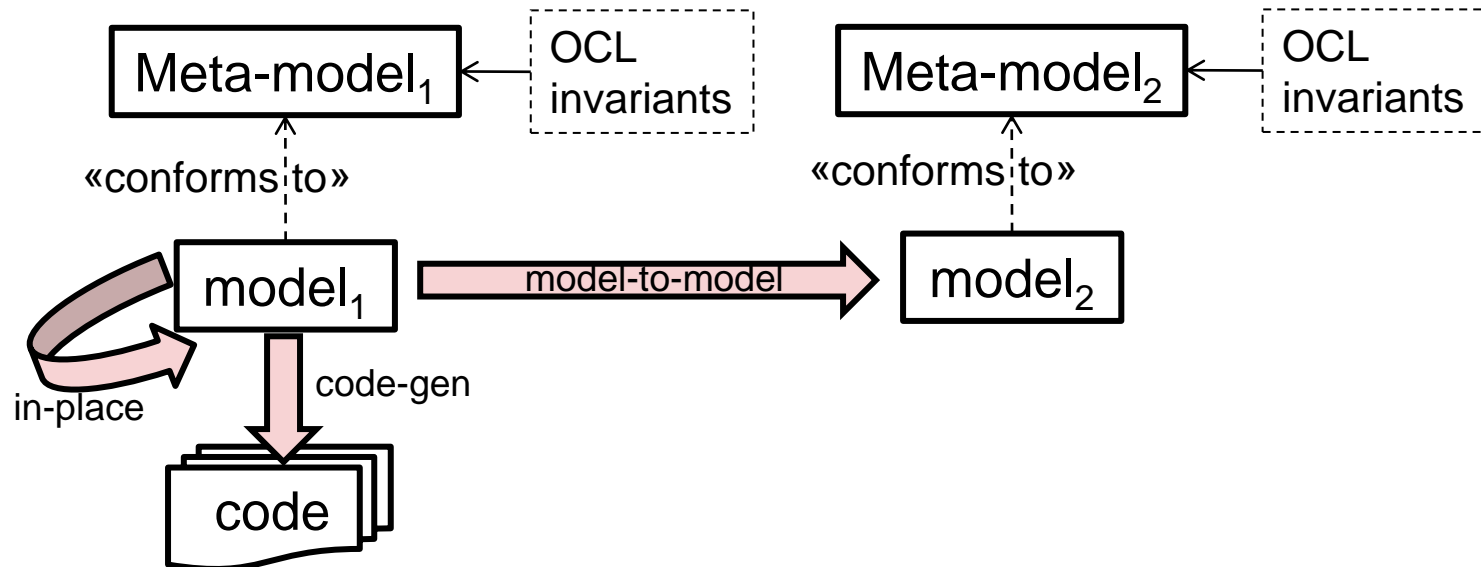 Meta-model₁
OCL
invariants
Meta-model₂
OCL
invariants
«conforms to»
«conforms to»
model₁
model-to-model
model₂
in-place
code-gen
code